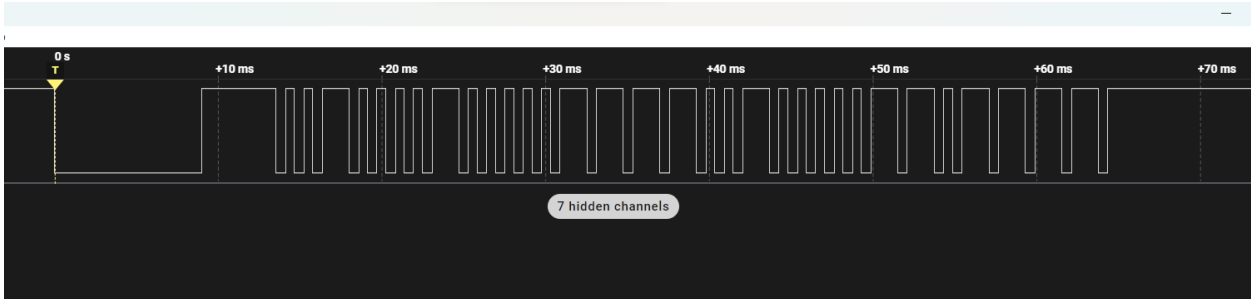 0 s
T
+10 ms
+20 ms
+30 ms
+40 ms
+50 ms
+60 ms
+70 ms
7 hidden channels